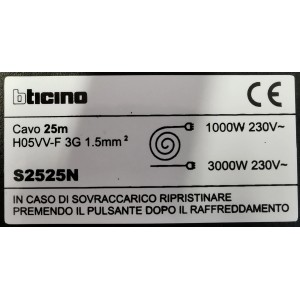 bticino
CE
Cavo 25m
H05VV-F 3G 1.5mm²
1000W 230V~
3000W 230V~
S2525N
IN CASO DI SOVRACCARICO RIPRISTINARE
PREMENDO IL PULSANTE DOPO IL RAFFREDDAMENTO